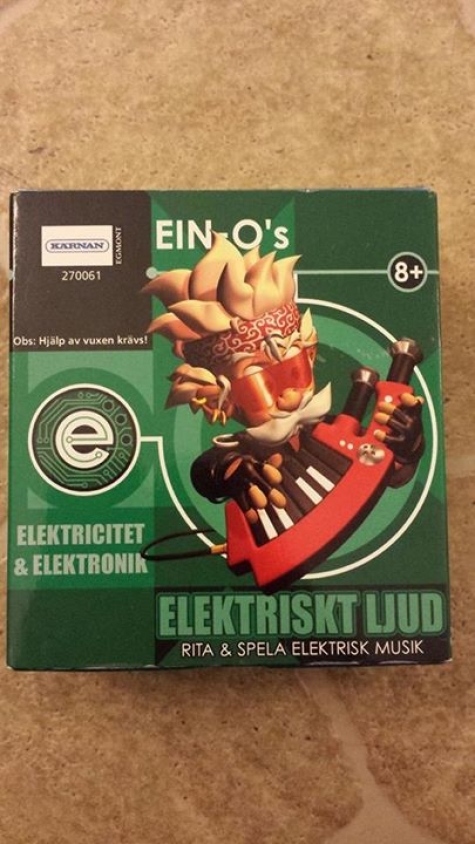 EIN-O's
KÄRNAN
EGMONT
270061
8+
Obs: Hjälp av vuxen krävs!
e
ELEKTRICITET
& ELEKTRONIK
ELEKTRISKT LJUD
RITA & SPELA ELEKTRISK MUSIK